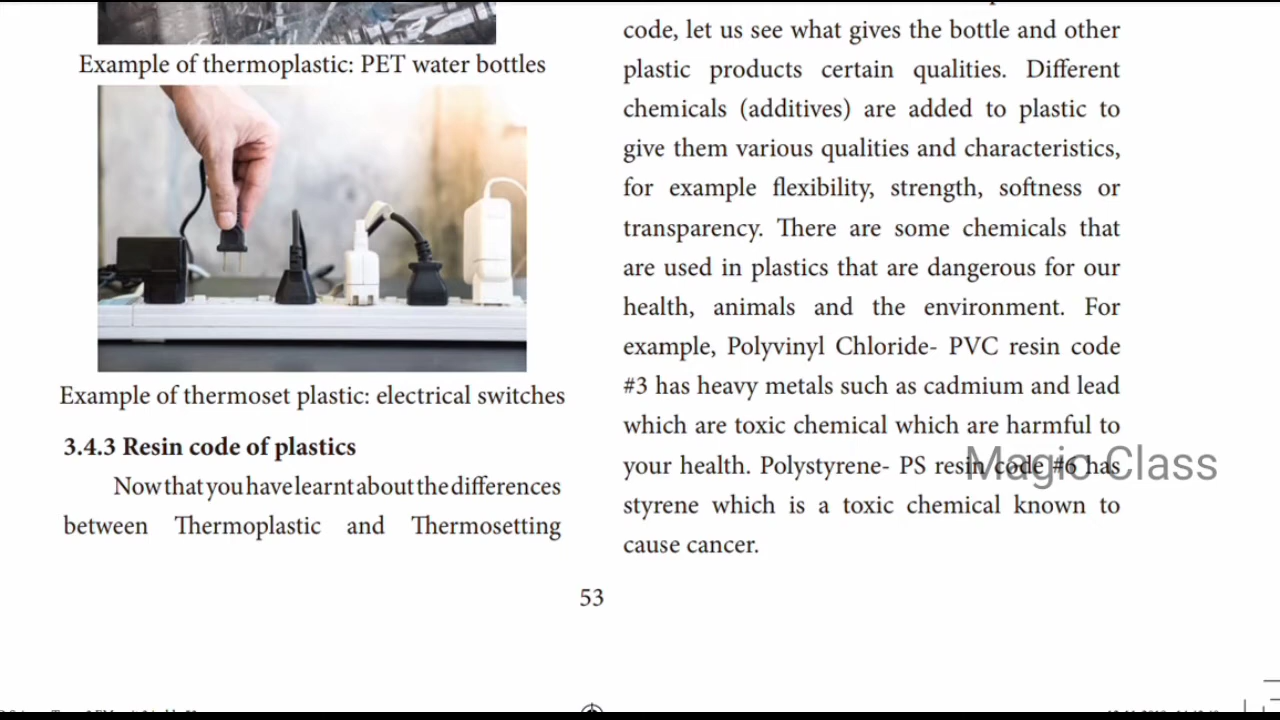 Example of thermoplastic: PET water bottles
Example of thermoset plastic: electrical switches
3.4.3 Resin code of plastics
Now that you have learnt about the differences
between Thermoplastic and Thermosetting
code, let us see what gives the bottle and other
plastic products certain qualities. Different
chemicals (additives) are added to plastic to
give them various qualities and characteristics,
for example flexibility, strength, softness or
transparency. There are some chemicals that
are used in plastics that are dangerous for our
health, animals and the environment. For
example, Polyvinyl Chloride- PVC resin code
#3 has heavy metals such as cadmium and lead
which are toxic chemical which are harmful to
your health. Polystyrene- PS resin code #6 has
styrene which is a toxic chemical known to
cause cancer.
Magic Class
53